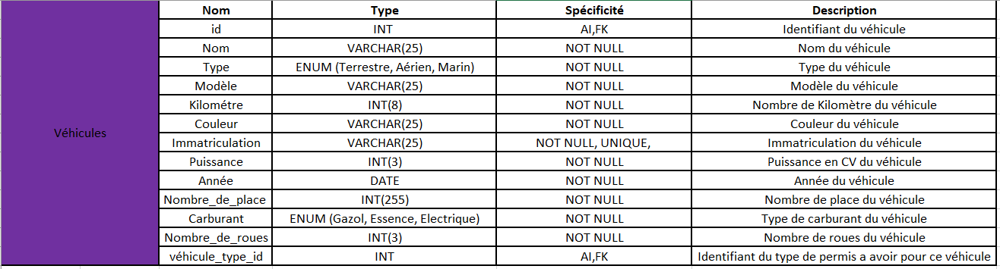 Nom Type Spécificité Description
id INT AI,FK Identifiant du véhicule
Nom VARCHAR(25) NOT NULL Nom du véhicule
Type ENUM (Terrestre, Aérien, Marin) NOT NULL Type du véhicule
Modèle VARCHAR(25) NOT NULL Modèle du véhicule
Kilométre INT(8) NOT NULL Nombre de Kilomètre du véhicule
Couleur VARCHAR(25) NOT NULL Couleur du véhicule
Véhicules
Immatriculation VARCHAR(25) NOT NULL, UNIQUE, Immatriculation du véhicule
Puissance INT(3) NOT NULL Puissance en CV du véhicule
Année DATE NOT NULL Année du véhicule
Nombre_de_place INT(255) NOT NULL Nombre de place du véhicule
Carburant ENUM (Gazol, Essence, Electrique) NOT NULL Type de carburant du véhicule
Nombre_de_roues INT(3) NOT NULL Nombre de roues du véhicule
véhicule_type_id INT AI,FK Identifiant du type de permis a avoir pour ce véhicule